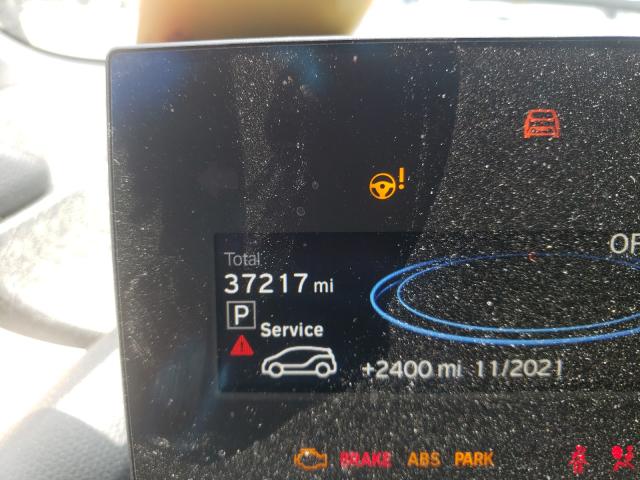 Total
37217 mi
P
Service
+2400 mi 11/2021
BRAKE ABS PARK